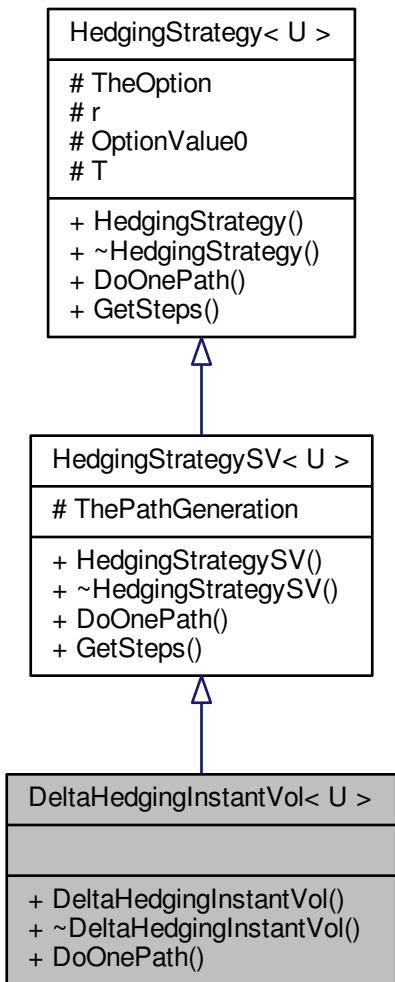 HedgingStrategy< U >
# TheOption
# r
# OptionValue0
# T
+ HedgingStrategy()
+ ~HedgingStrategy()
+ DoOnePath()
+ GetSteps()
HedgingStrategySV< U >
# ThePathGeneration
+ HedgingStrategySV()
+ ~HedgingStrategySV()
+ DoOnePath()
+ GetSteps()
DeltaHedgingInstantVol< U >
+ DeltaHedgingInstantVol()
+ ~DeltaHedgingInstantVol()
+ DoOnePath()